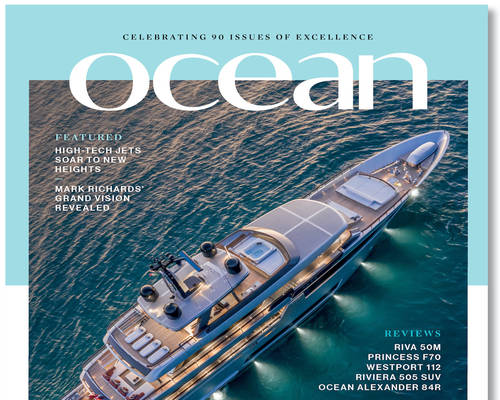 CELEBRATING 90 ISSUES OF EXCELLENCE
ocean
FEATURED
HIGH-TECH JETS
SOAR TO NEW
HEIGHTS
MARK RICHARDS'
GRAND VISION
REVEALED
REVIEWS
RIVA 50M
PRINCESS F70
WESTPORT 112
RIVIERA 505 SUV
OCEAN ALEXANDER 84R